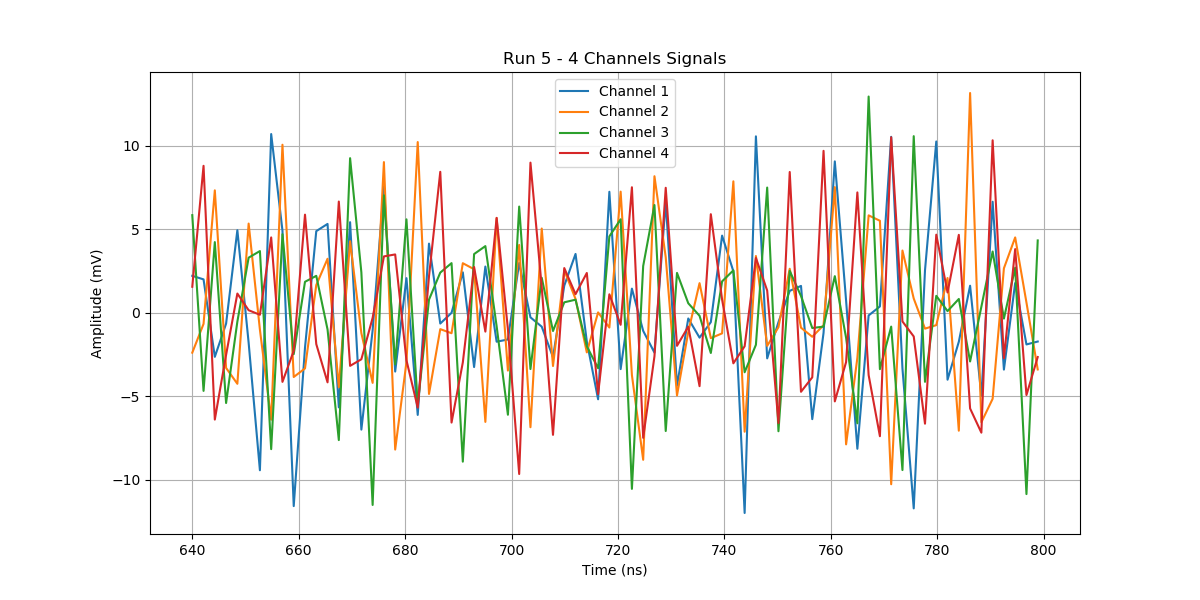 Run 5 - 4 Channels Signals
Channel 1
Channel 2
Channel 3
Channel 4
Amplitude (mV)
10
5
0
−5
−10
640 660 680 700 720 740 760 780 800
Time (ns)